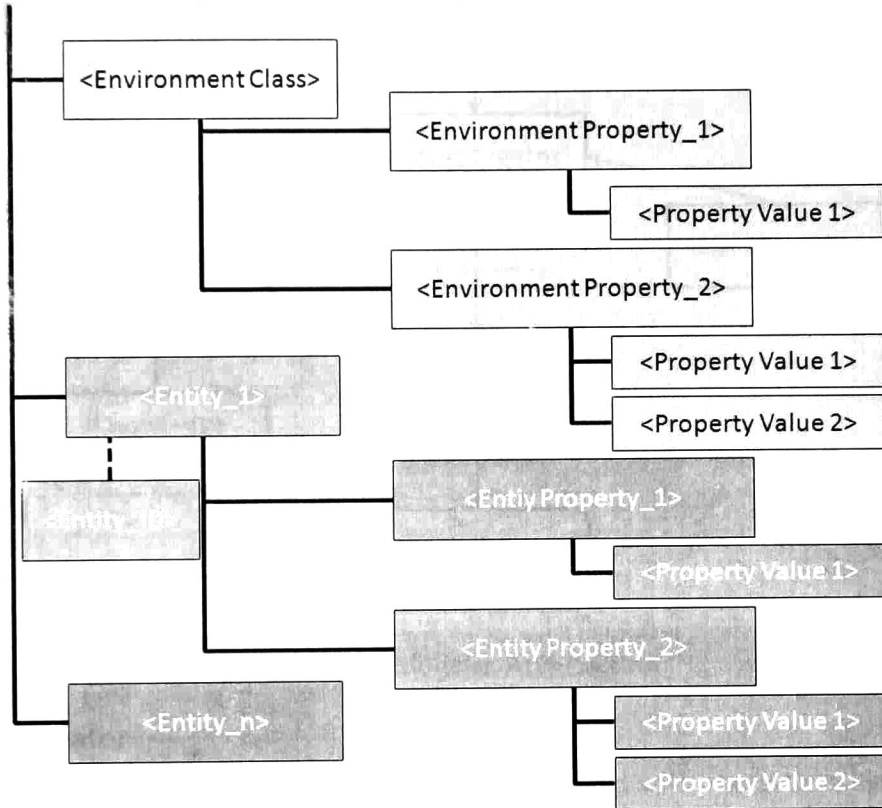 <Environment Class>
<Environment Property_1>
<Property Value 1>
<Environment Property_2>
<Property Value 1>
<Property Value 2>
<Entity_1>
<Entiy Property_1>
<Property Value 1>
<Entity Property_2>
<Entity_n>
<Property Value 1>
<Property Value 2>